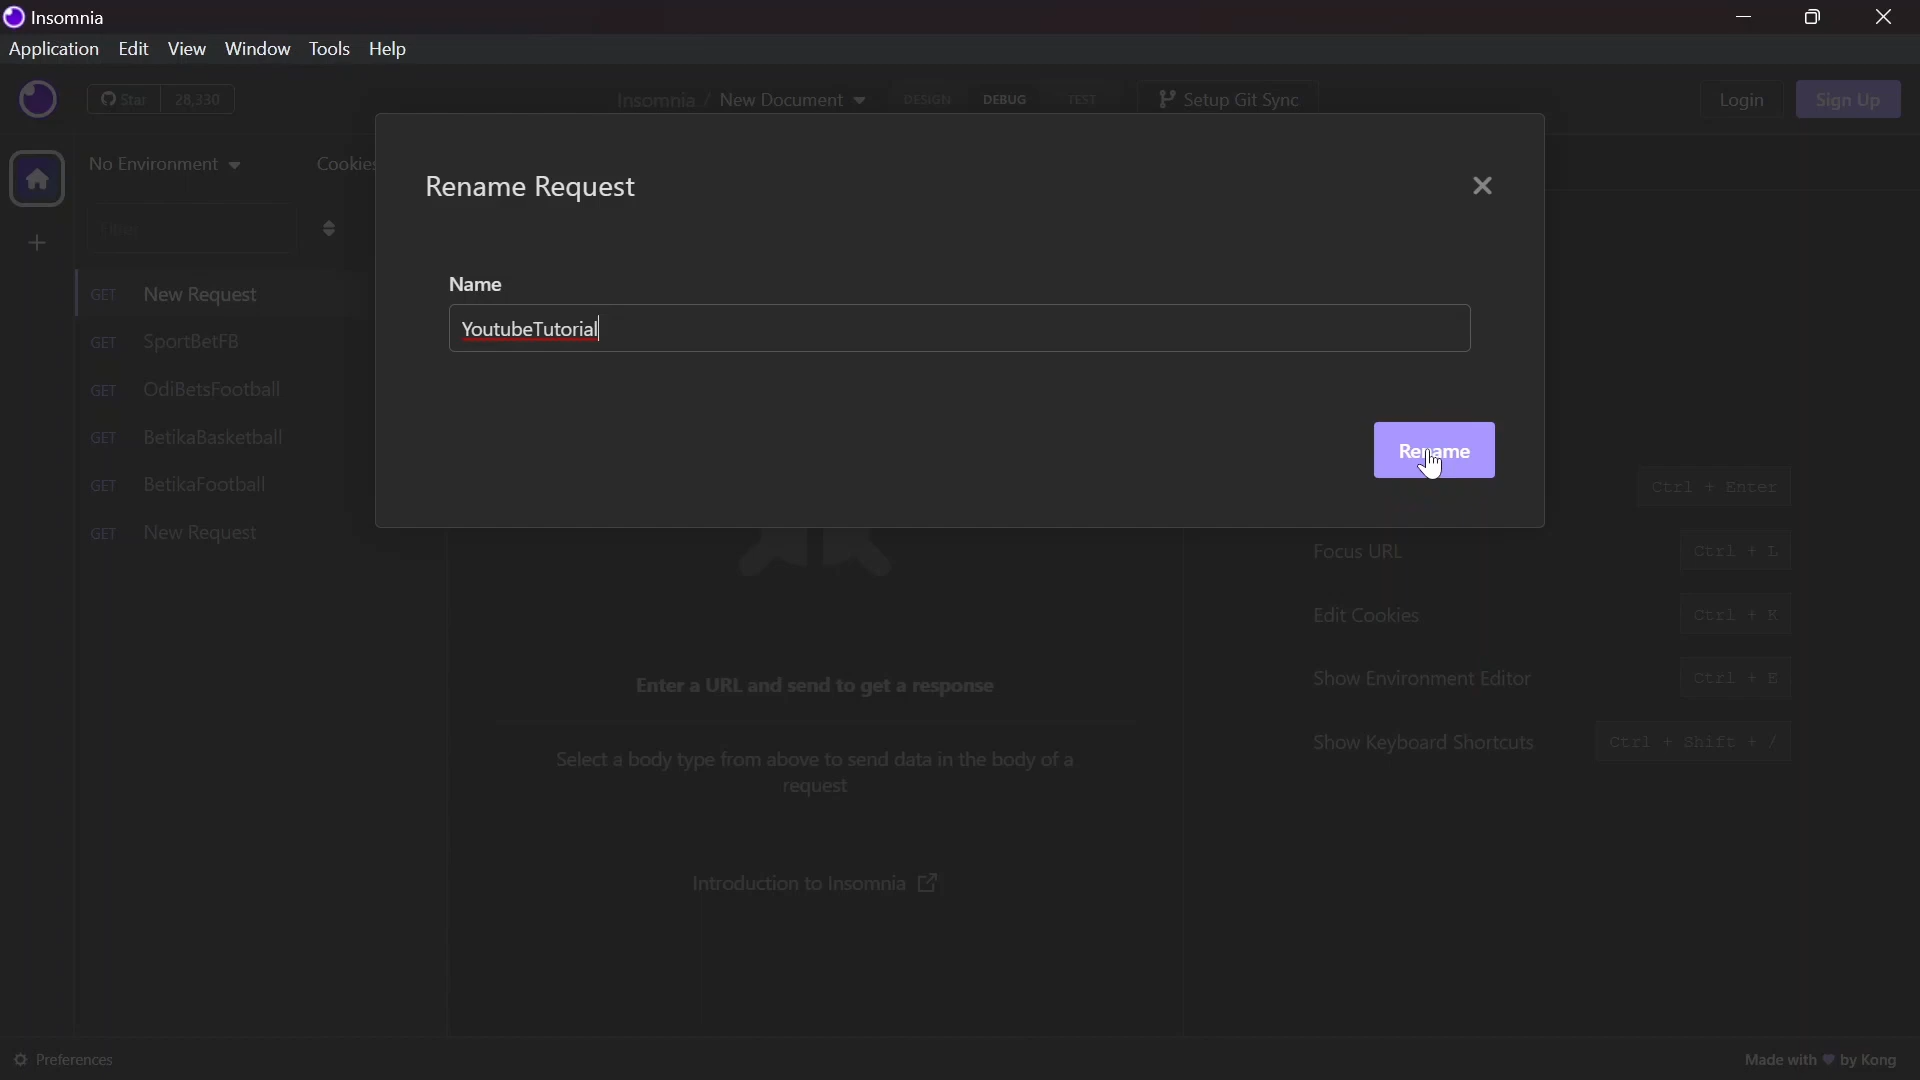 Insomnia
Application Edit View Window Tools Help
Star 28,330
Insomnia / New Document DESIGN DEBUG TEST Setup Git Sync
Login Sign Up
No Environment Cookies
Filter
Rename Request
Name
YoutubeTutorial
Rename
GET New Request
GET SportBetFB
GET OdiBetsFootball
GET BetikaBasketball
GET BetikaFootball
GET New Request
Ctrl + Enter
Focus URL Ctrl + L
Edit Cookies Ctrl + K
Show Environment Editor Ctrl + E
Show Keyboard Shortcuts Ctrl + Shift + /
Enter a URL and send to get a response
Select a body type from above to send data in the body of a
request
Introduction to Insomnia
Preferences
Made with by Kong